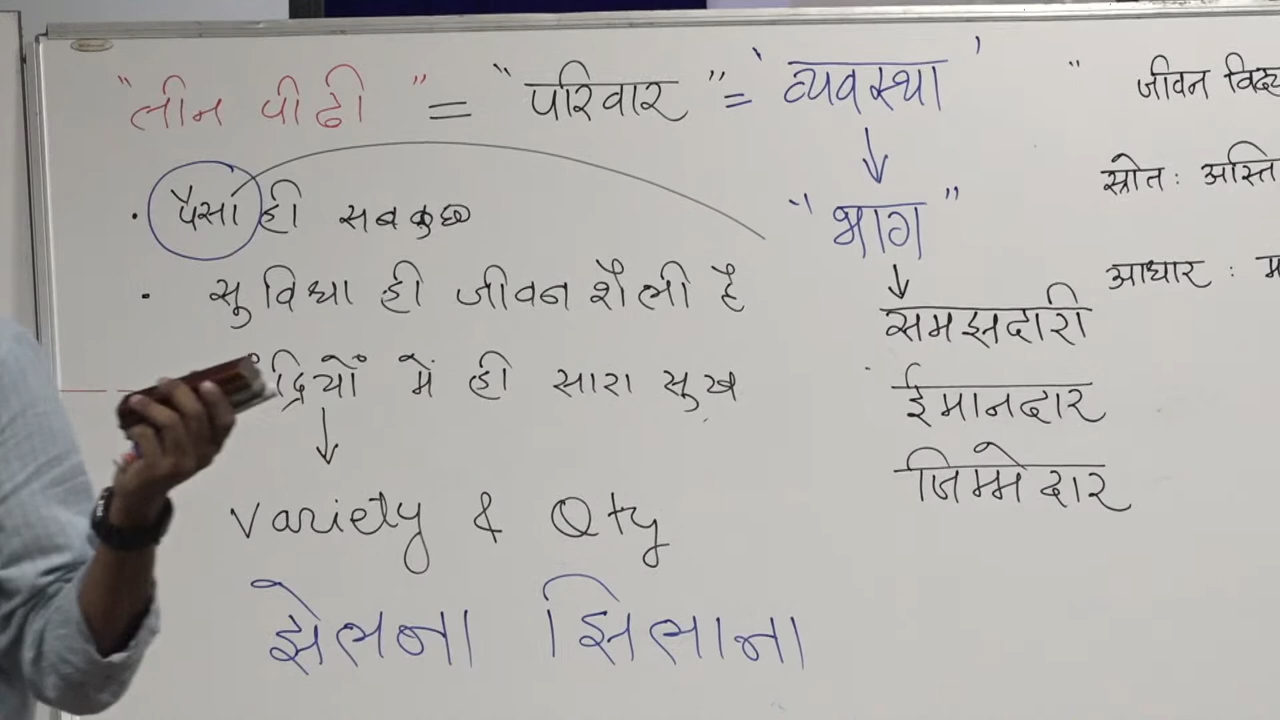 "तीन पीढी" = "परिवार" = 'व्यवस्था'
↓
"भाग"
↓
समझदारी
ईमानदार
जिम्मेदार
• पैसा ही सबकुछ
• सुविधा ही जीवन शैली है
में ही सारा सुख
↓
Variety & Qty
झेलना झिलाना
" जीवन
स्रोत: अस्ति
आधार : म